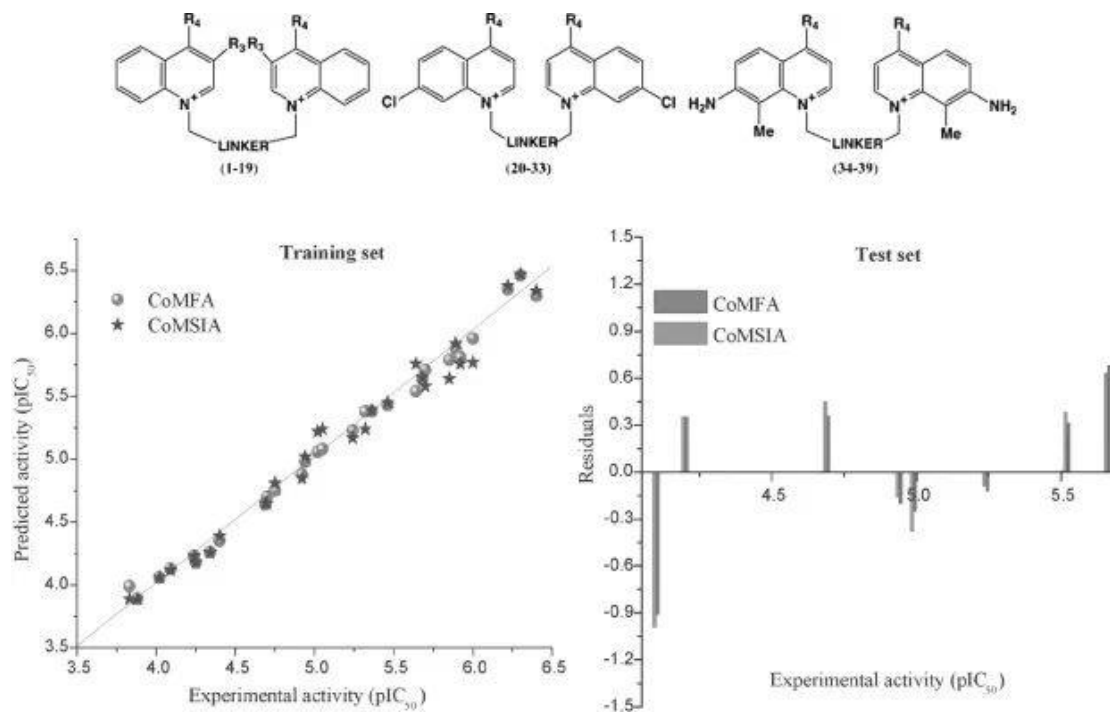 R₄ R₄ R₄ R₄ R₄ R₄
R₃ R₃
N⁺ N⁺ N⁺ N⁺ N⁺ N⁺
Cl Cl H₂N NH₂
Me Me
LINKER LINKER LINKER
(1-19) (20-33) (34-39)
Training set
CoMFA
CoMSIA
Predicted activity (pIC₅₀)
6.5
6.0
5.5
5.0
4.5
4.0
3.5
3.5 4.0 4.5 5.0 5.5 6.0 6.5
Experimental activity (pIC₅₀)
Test set
CoMFA
CoMSIA
Residuals
1.5
1.2
0.9
0.6
0.3
0.0
-0.3
-0.6
-0.9
-1.2
-1.5
4.5 5.0 5.5
Experimental activity (pIC₅₀)